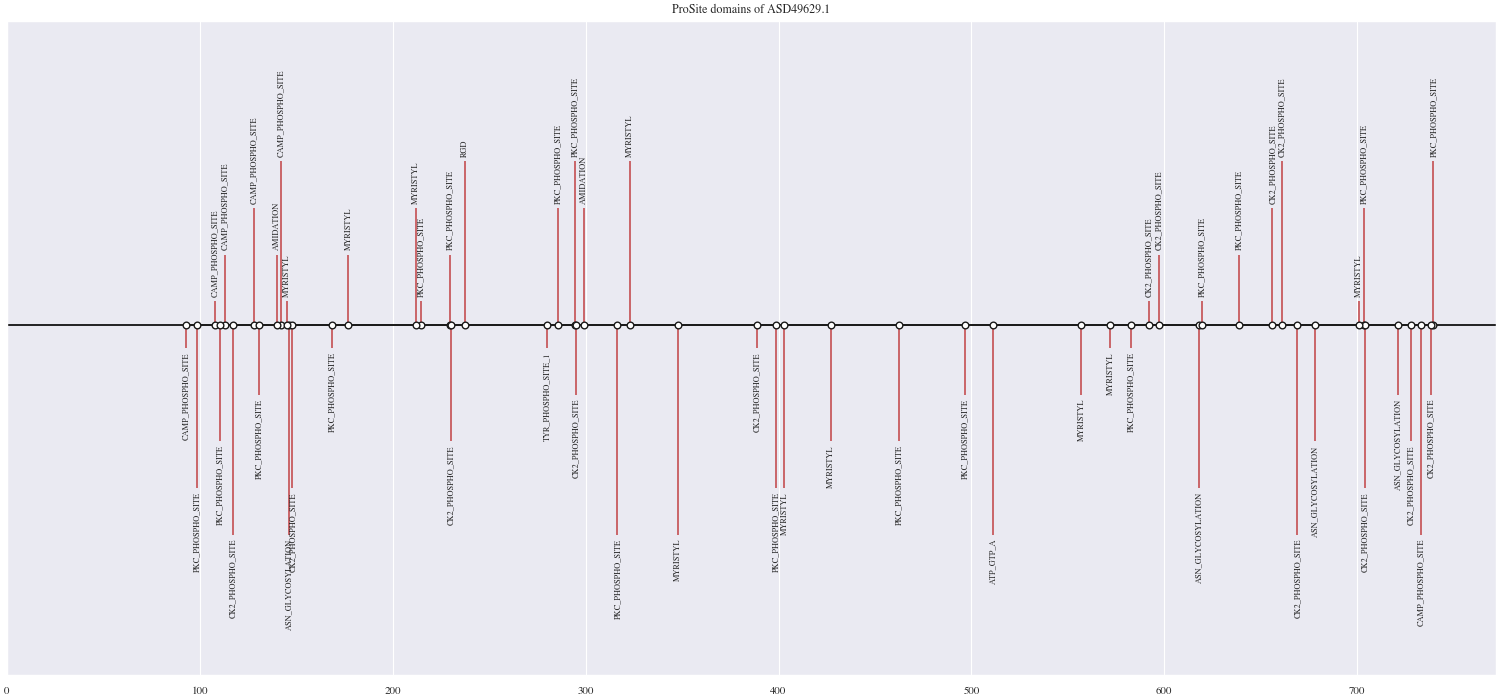 ProSite domains of ASD49629.1
CAMP_PHOSPHO_SITE
PKC_PHOSPHO_SITE
CAMP_PHOSPHO_SITE
PKC_PHOSPHO_SITE
CAMP_PHOSPHO_SITE
CK2_PHOSPHO_SITE
CAMP_PHOSPHO_SITE
PKC_PHOSPHO_SITE
AMIDATION
CAMP_PHOSPHO_SITE
MYRISTYL
ASN_GLYCOSYLATION
CK2_PHOSPHO_SITE
PKC_PHOSPHO_SITE
MYRISTYL
MYRISTYL
PKC_PHOSPHO_SITE
PKC_PHOSPHO_SITE
CK2_PHOSPHO_SITE
RGD
TYR_PHOSPHO_SITE_1
PKC_PHOSPHO_SITE
PKC_PHOSPHO_SITE
CK2_PHOSPHO_SITE
AMIDATION
PKC_PHOSPHO_SITE
MYRISTYL
MYRISTYL
CK2_PHOSPHO_SITE
PKC_PHOSPHO_SITE
MYRISTYL
MYRISTYL
PKC_PHOSPHO_SITE
PKC_PHOSPHO_SITE
ATP_GTP_A
MYRISTYL
MYRISTYL
PKC_PHOSPHO_SITE
CK2_PHOSPHO_SITE
CK2_PHOSPHO_SITE
ASN_GLYCOSYLATION
PKC_PHOSPHO_SITE
PKC_PHOSPHO_SITE
CK2_PHOSPHO_SITE
CK2_PHOSPHO_SITE
CK2_PHOSPHO_SITE
ASN_GLYCOSYLATION
MYRISTYL
PKC_PHOSPHO_SITE
CK2_PHOSPHO_SITE
ASN_GLYCOSYLATION
CK2_PHOSPHO_SITE
CAMP_PHOSPHO_SITE
CK2_PHOSPHO_SITE
PKC_PHOSPHO_SITE
0 100 200 300 400 500 600 700